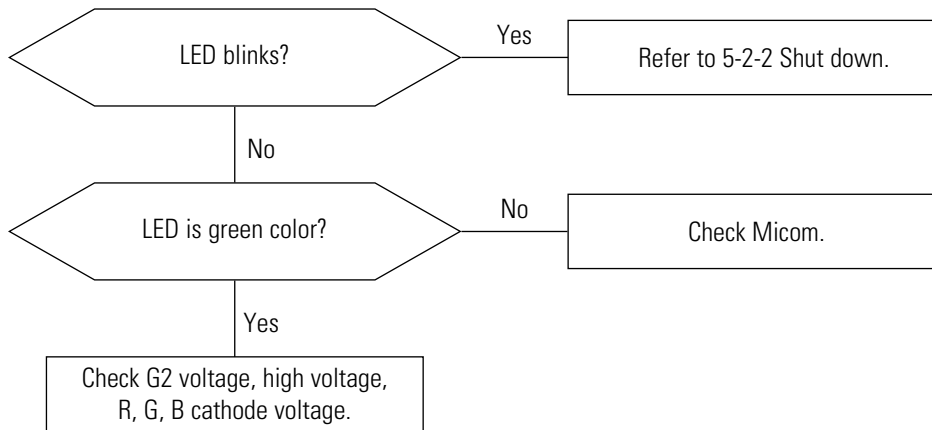 LED blinks?
Yes
Refer to 5-2-2 Shut down.
No
LED is green color?
No
Check Micom.
Yes
Check G2 voltage, high voltage,
R, G, B cathode voltage.